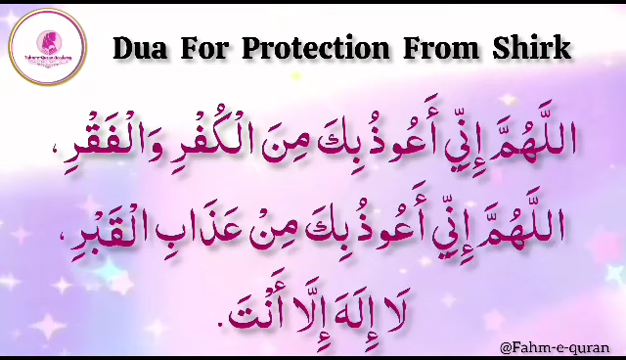 Dua For Protection From Shirk
اللَّهُمَّ إِنِّي أَعُوذُ بِكَ مِنَ الْكُفْرِ وَالْفَقْرِ،
اللَّهُمَّ إِنِّي أَعُوذُ بِكَ مِنْ عَذَابِ الْقَبْرِ،
لَا إِلَهَ إِلَّا أَنْتَ.
@Fahm-e-quran